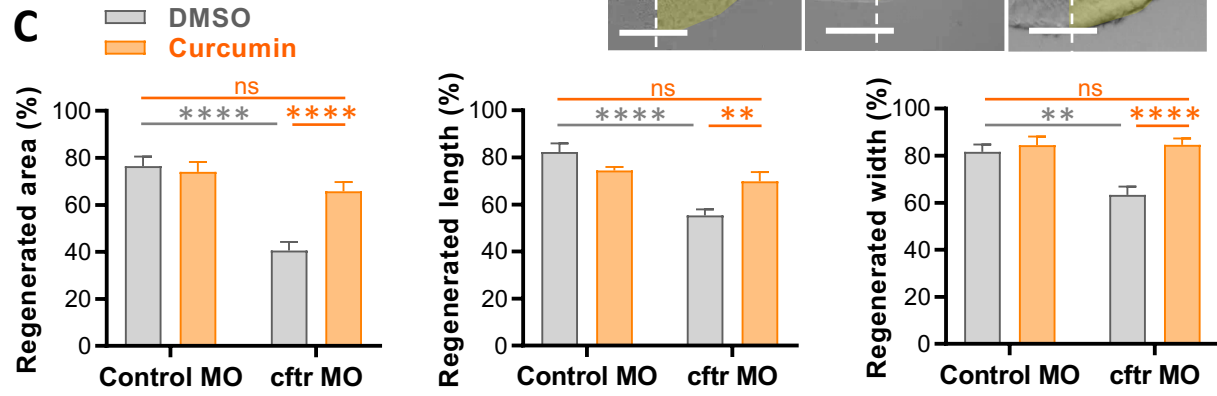 C
DMSO
Curcumin
Regenerated area (%)
100
80
60
40
20
0
ns
**** ****
Control MO cftr MO
Regenerated length (%)
100
80
60
40
20
0
ns
**** **
Control MO cftr MO
Regenerated width (%)
100
80
60
40
20
0
ns
** ****
Control MO cftr MO